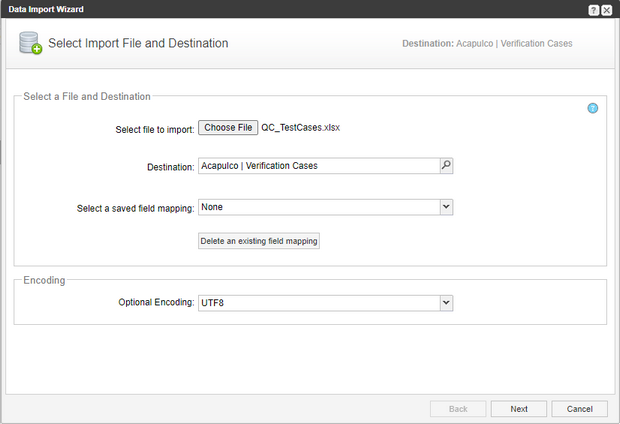 Data Import Wizard
?
Select Import File and Destination
Destination: Acapulco | Verification Cases
Select a File and Destination
Select file to import: Choose File QC_TestCases.xlsx
Destination: Acapulco | Verification Cases
Select a saved field mapping: None
Delete an existing field mapping
Encoding
Optional Encoding: UTF8
Back Next Cancel